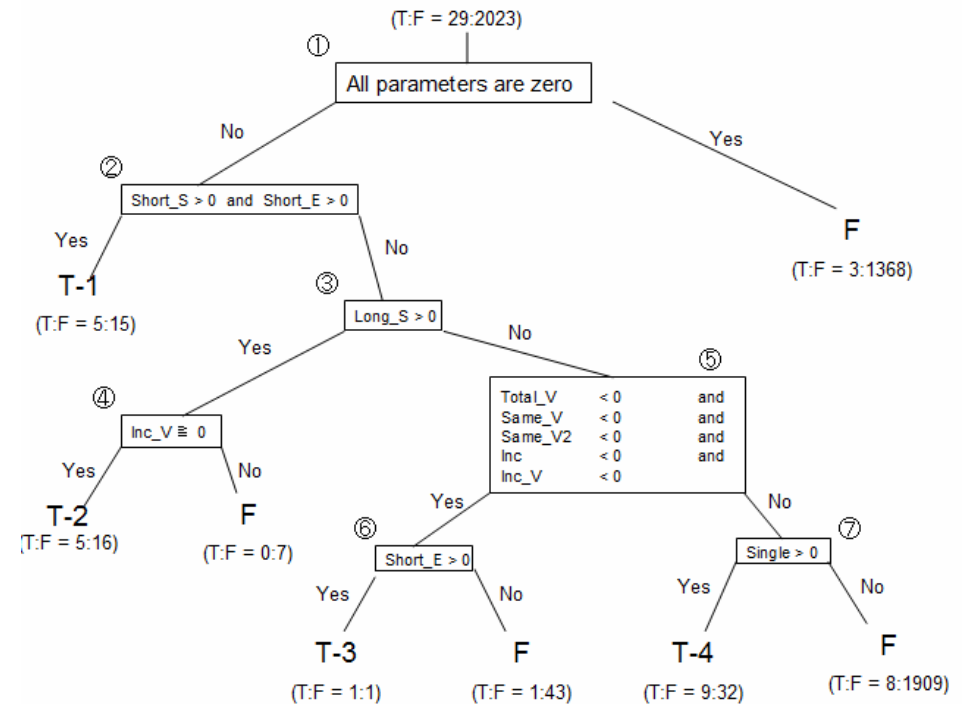 (T:F = 29:2023)
①
All parameters are zero
No
Yes
②
Short_S > 0 and Short_E > 0
Yes
No
F
(T:F = 3:1368)
T-1
(T:F = 5:15)
③
Long_S > 0
Yes
No
④
Inc_V ≧ 0
⑤
Total_V < 0 and
Same_V < 0 and
Same_V2 < 0 and
Inc < 0 and
Inc_V < 0
Yes
No
T-2
(T:F = 5:16)
F
(T:F = 0:7)
Yes
No
⑥
Short_E > 0
⑦
Single > 0
Yes
No
Yes
No
T-3
(T:F = 1:1)
F
(T:F = 1:43)
T-4
(T:F = 9:32)
F
(T:F = 8:1909)